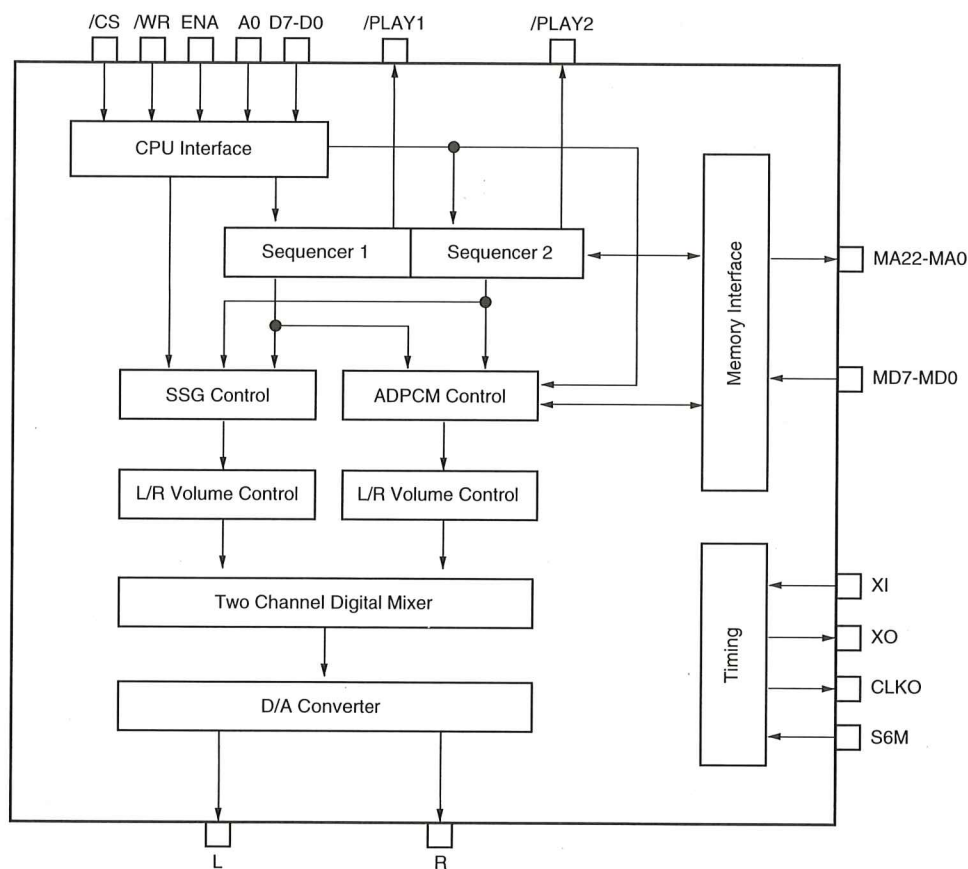 /CS /WR ENA A0 D7-D0 /PLAY1 /PLAY2
CPU Interface
Sequencer 1
Sequencer 2
Memory Interface
MA22-MA0
MD7-MD0
SSG Control
ADPCM Control
L/R Volume Control
L/R Volume Control
Two Channel Digital Mixer
D/A Converter
Timing
XI
XO
CLKO
S6M
L
R